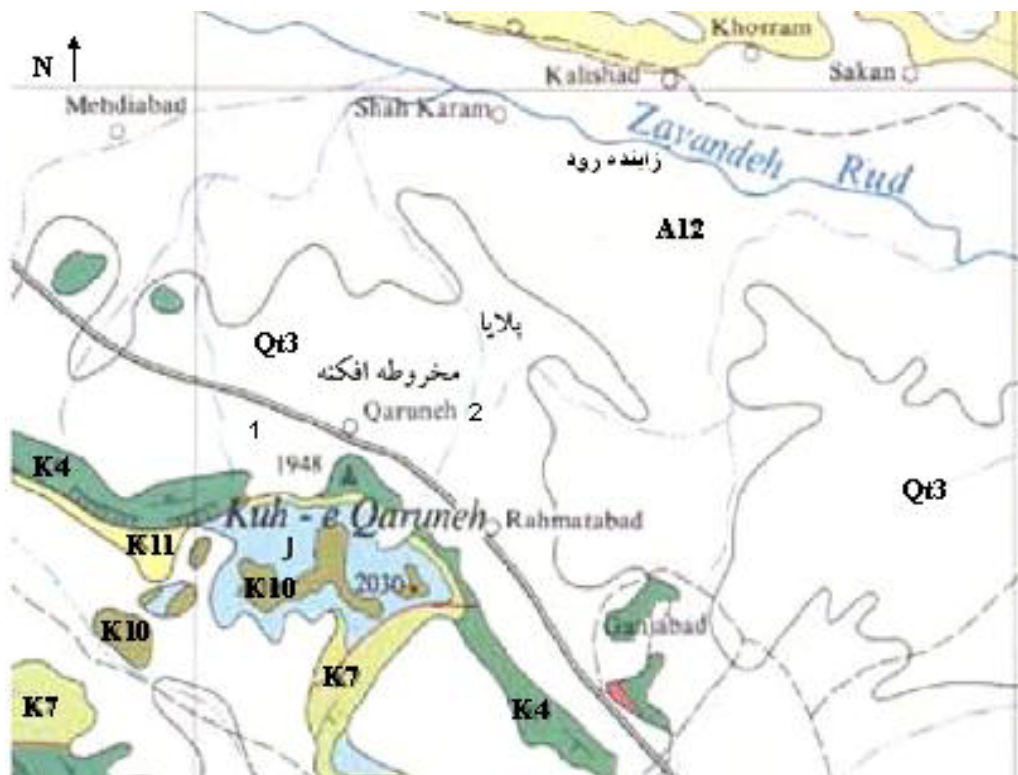 Khorram
N
Kalishad
Sakan
Mehdiabad
Shah Karam
Zayandeh Rud
زاینده رود
A12
پلایا
Qt3
مخروطه افکنه
Qaruneh
2
1
K4
1948
Qt3
Kuh - e Qaruneh
Rahmatabad
K11
J
K10
2030
K10
Ganjabad
K7
K7
K4